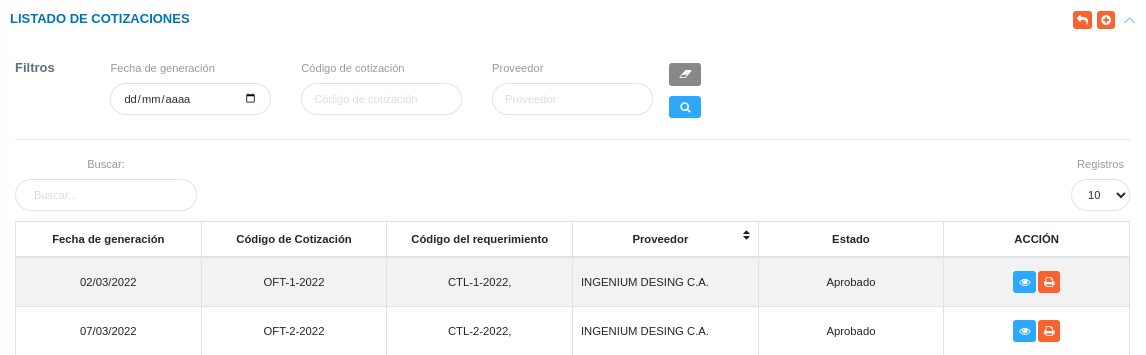 LISTADO DE COTIZACIONES
Filtros
Fecha de generación Código de cotización Proveedor
dd/mm/aaaa Código de cotización Proveedor
Buscar: Registros
Buscar... 10
Fecha de generación Código de Cotización Código del requerimiento Proveedor Estado ACCIÓN
02/03/2022 OFT-1-2022 CTL-1-2022, INGENIUM DESING C.A. Aprobado
07/03/2022 OFT-2-2022 CTL-2-2022, INGENIUM DESING C.A. Aprobado